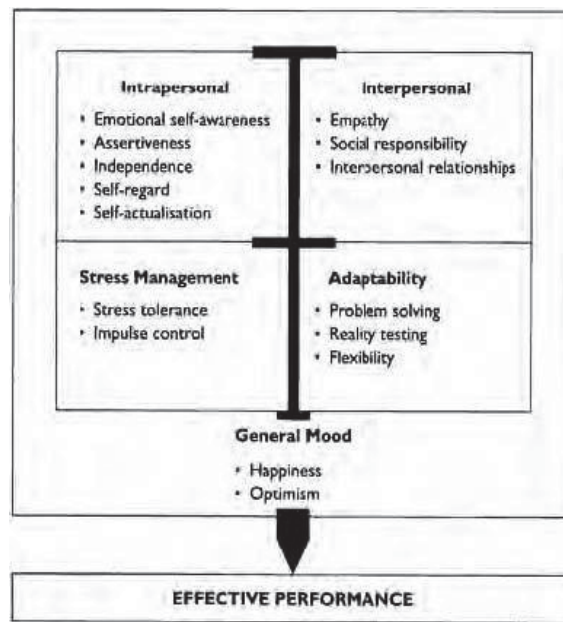 Intrapersonal
• Emotional self-awareness
• Assertiveness
• Independence
• Self-regard
• Self-actualisation
Interpersonal
• Empathy
• Social responsibility
• Interpersonal relationships
Stress Management
• Stress tolerance
• Impulse control
Adaptability
• Problem solving
• Reality testing
• Flexibility
General Mood
• Happiness
• Optimism
EFFECTIVE PERFORMANCE